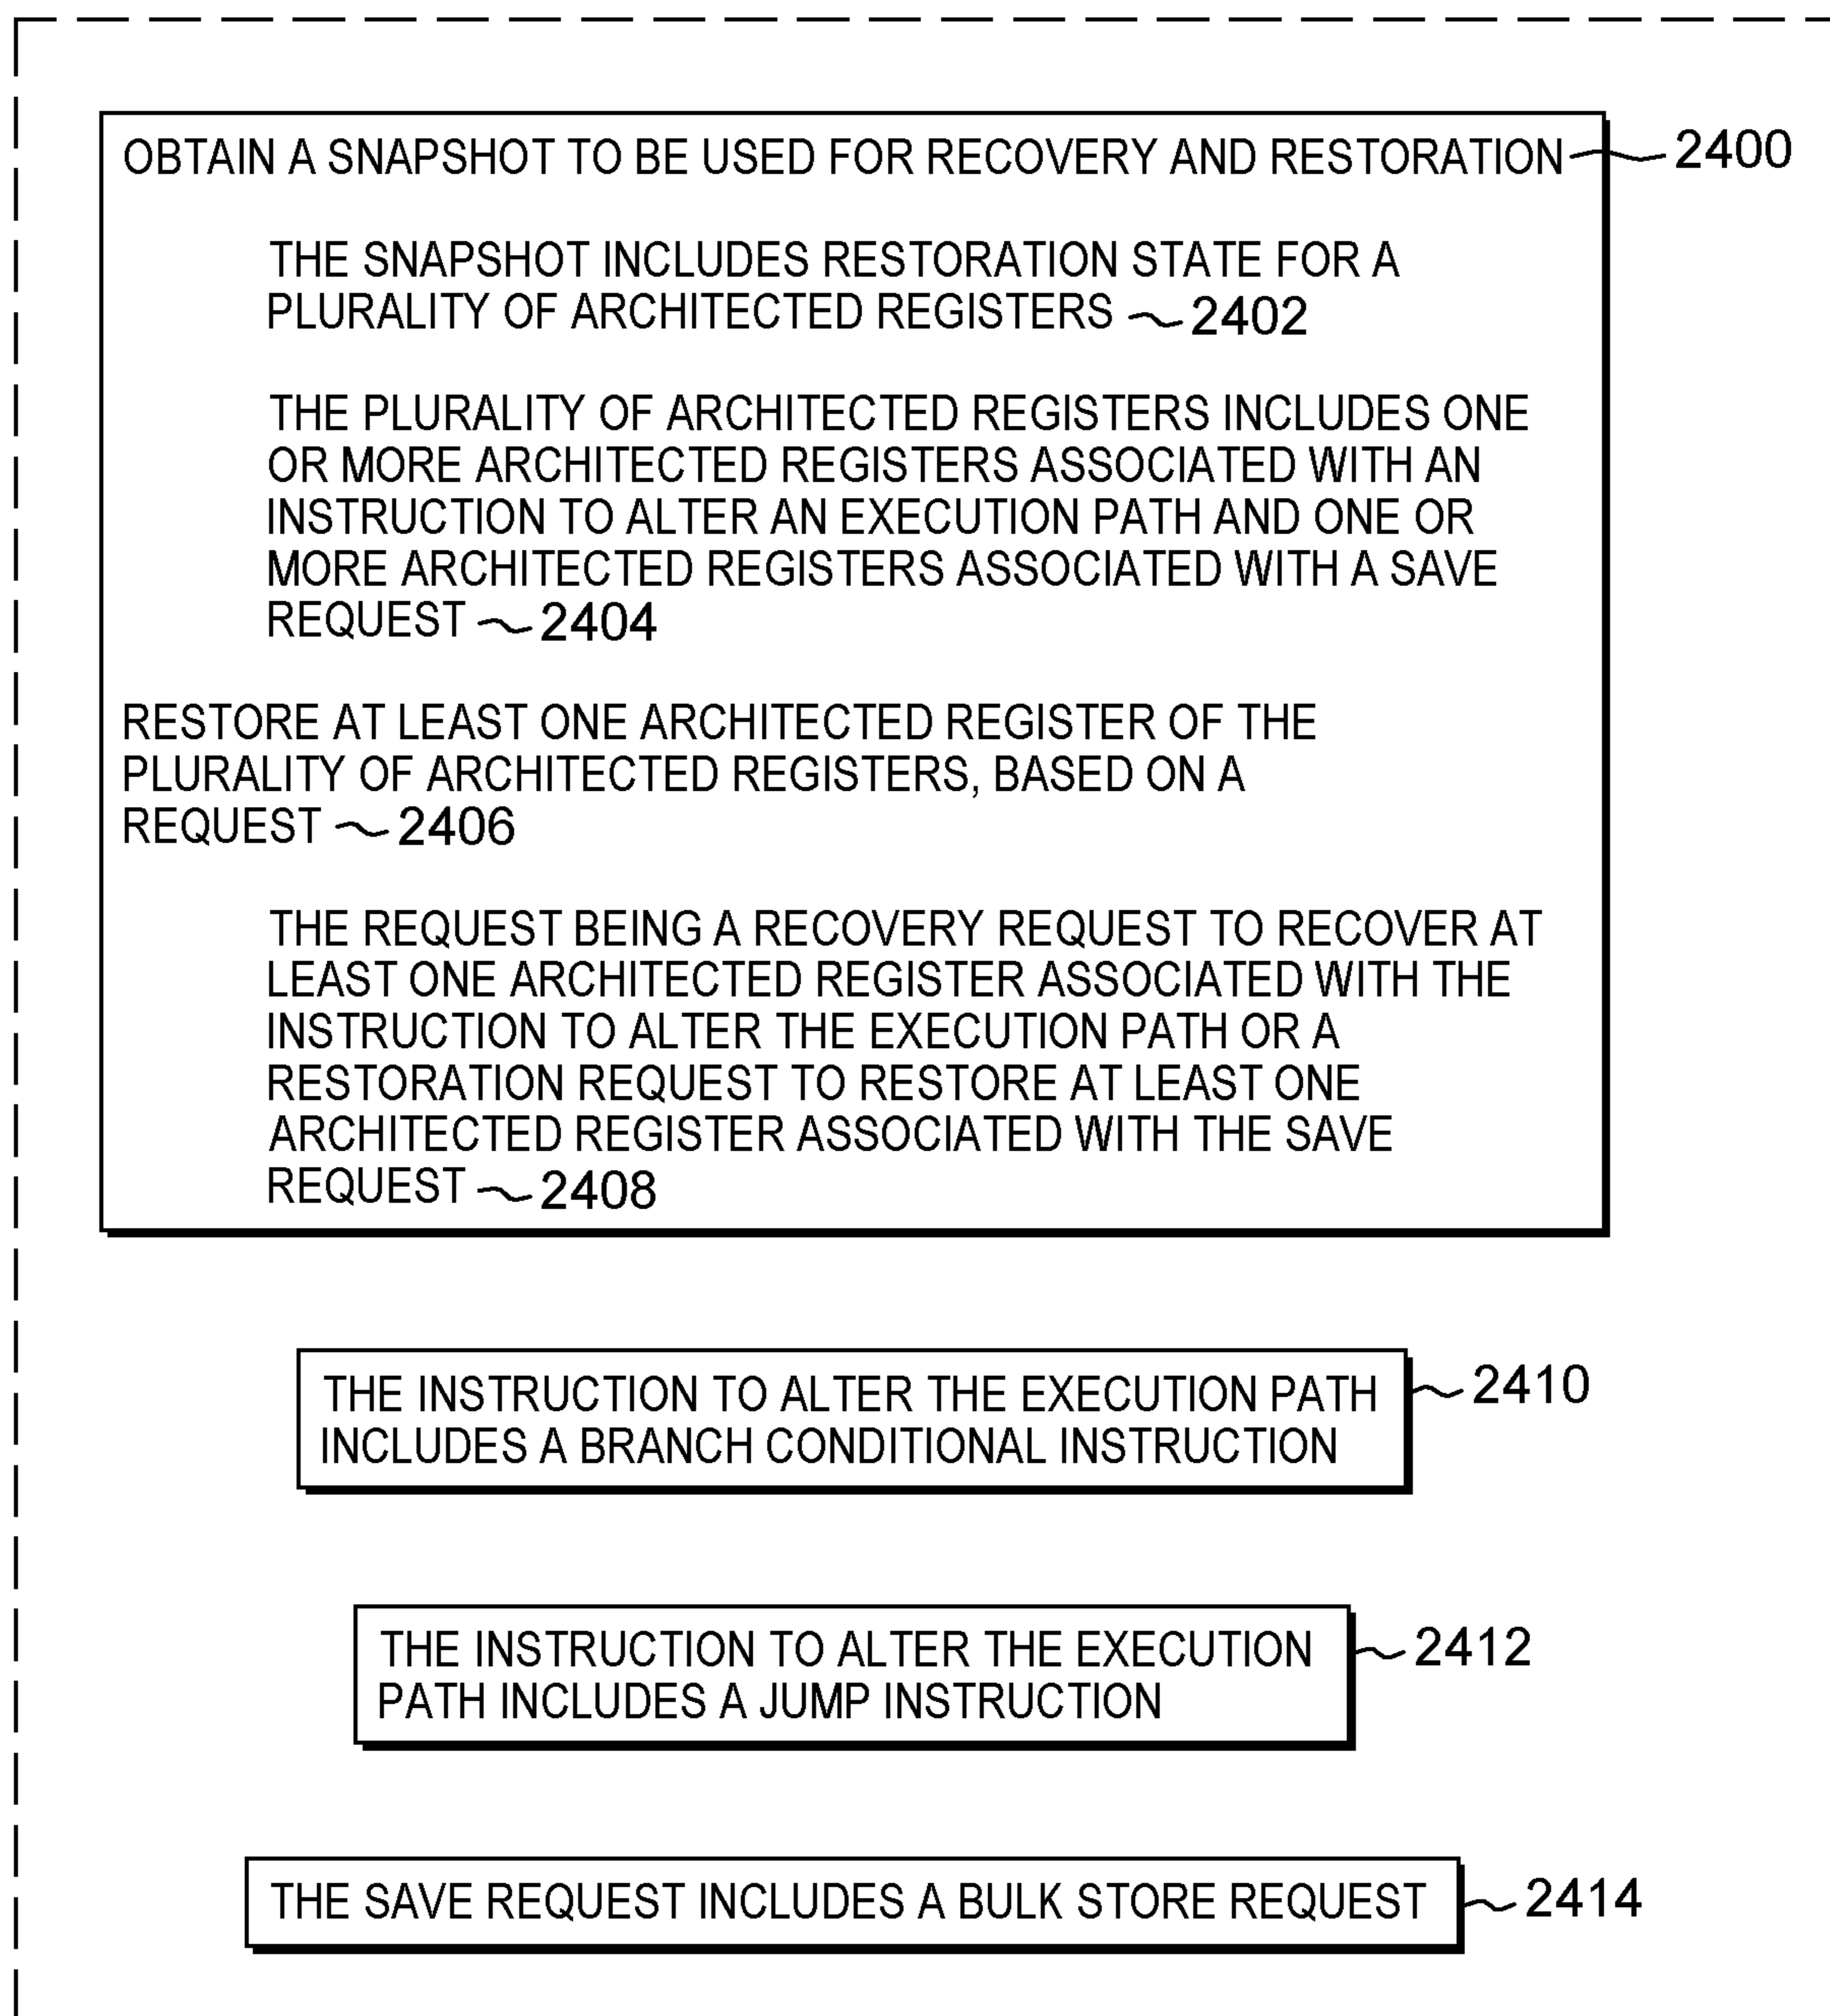 OBTAIN A SNAPSHOT TO BE USED FOR RECOVERY AND RESTORATION 2400
THE SNAPSHOT INCLUDES RESTORATION STATE FOR A
PLURALITY OF ARCHITECTED REGISTERS 2402
THE PLURALITY OF ARCHITECTED REGISTERS INCLUDES ONE
OR MORE ARCHITECTED REGISTERS ASSOCIATED WITH AN
INSTRUCTION TO ALTER AN EXECUTION PATH AND ONE OR
MORE ARCHITECTED REGISTERS ASSOCIATED WITH A SAVE
REQUEST 2404
RESTORE AT LEAST ONE ARCHITECTED REGISTER OF THE
PLURALITY OF ARCHITECTED REGISTERS, BASED ON A
REQUEST 2406
THE REQUEST BEING A RECOVERY REQUEST TO RECOVER AT
LEAST ONE ARCHITECTED REGISTER ASSOCIATED WITH THE
INSTRUCTION TO ALTER THE EXECUTION PATH OR A
RESTORATION REQUEST TO RESTORE AT LEAST ONE
ARCHITECTED REGISTER ASSOCIATED WITH THE SAVE
REQUEST 2408
THE INSTRUCTION TO ALTER THE EXECUTION PATH 2410
INCLUDES A BRANCH CONDITIONAL INSTRUCTION
THE INSTRUCTION TO ALTER THE EXECUTION 2412
PATH INCLUDES A JUMP INSTRUCTION
THE SAVE REQUEST INCLUDES A BULK STORE REQUEST 2414